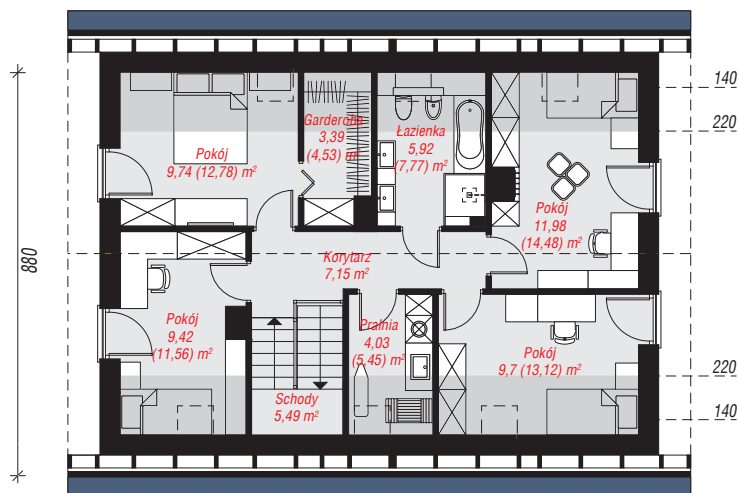 140
220
Garderoba
3,39
(4,53) m²
Łazienka
5,92
(7,77) m²
Pokój
9,74 (12,78) m²
Pokój
11,98
(14,48) m²
880
Korytarz
7,15 m²
Pokój
9,42
(11,56) m²
Pralnia
4,03
(5,45) m²
Pokój
9,7 (13,12) m²
Schody
5,49 m²
220
140